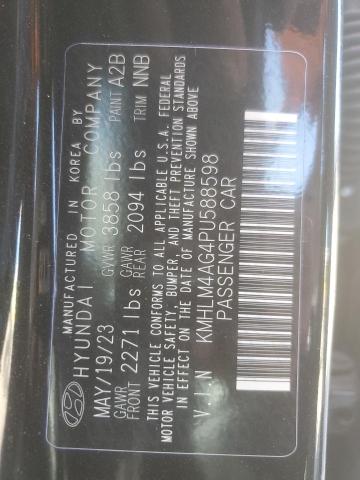 MANUFACTURED IN KOREA BY
HYUNDAI MOTOR COMPANY
MAY/19/23 GVWR 3858 lbs PAINT A2B
GAWR FRONT 2271 lbs GAWR REAR 2094 lbs TRIM NNB
THIS VEHICLE CONFORMS TO ALL APPLICABLE U.S.A. FEDERAL
MOTOR VEHICLE SAFETY, BUMPER, AND THEFT PREVENTION STANDARDS
IN EFFECT ON THE DATE OF MANUFACTURE SHOWN ABOVE
V.I.N KMHLM4AG4PU588598
PASSENGER CAR